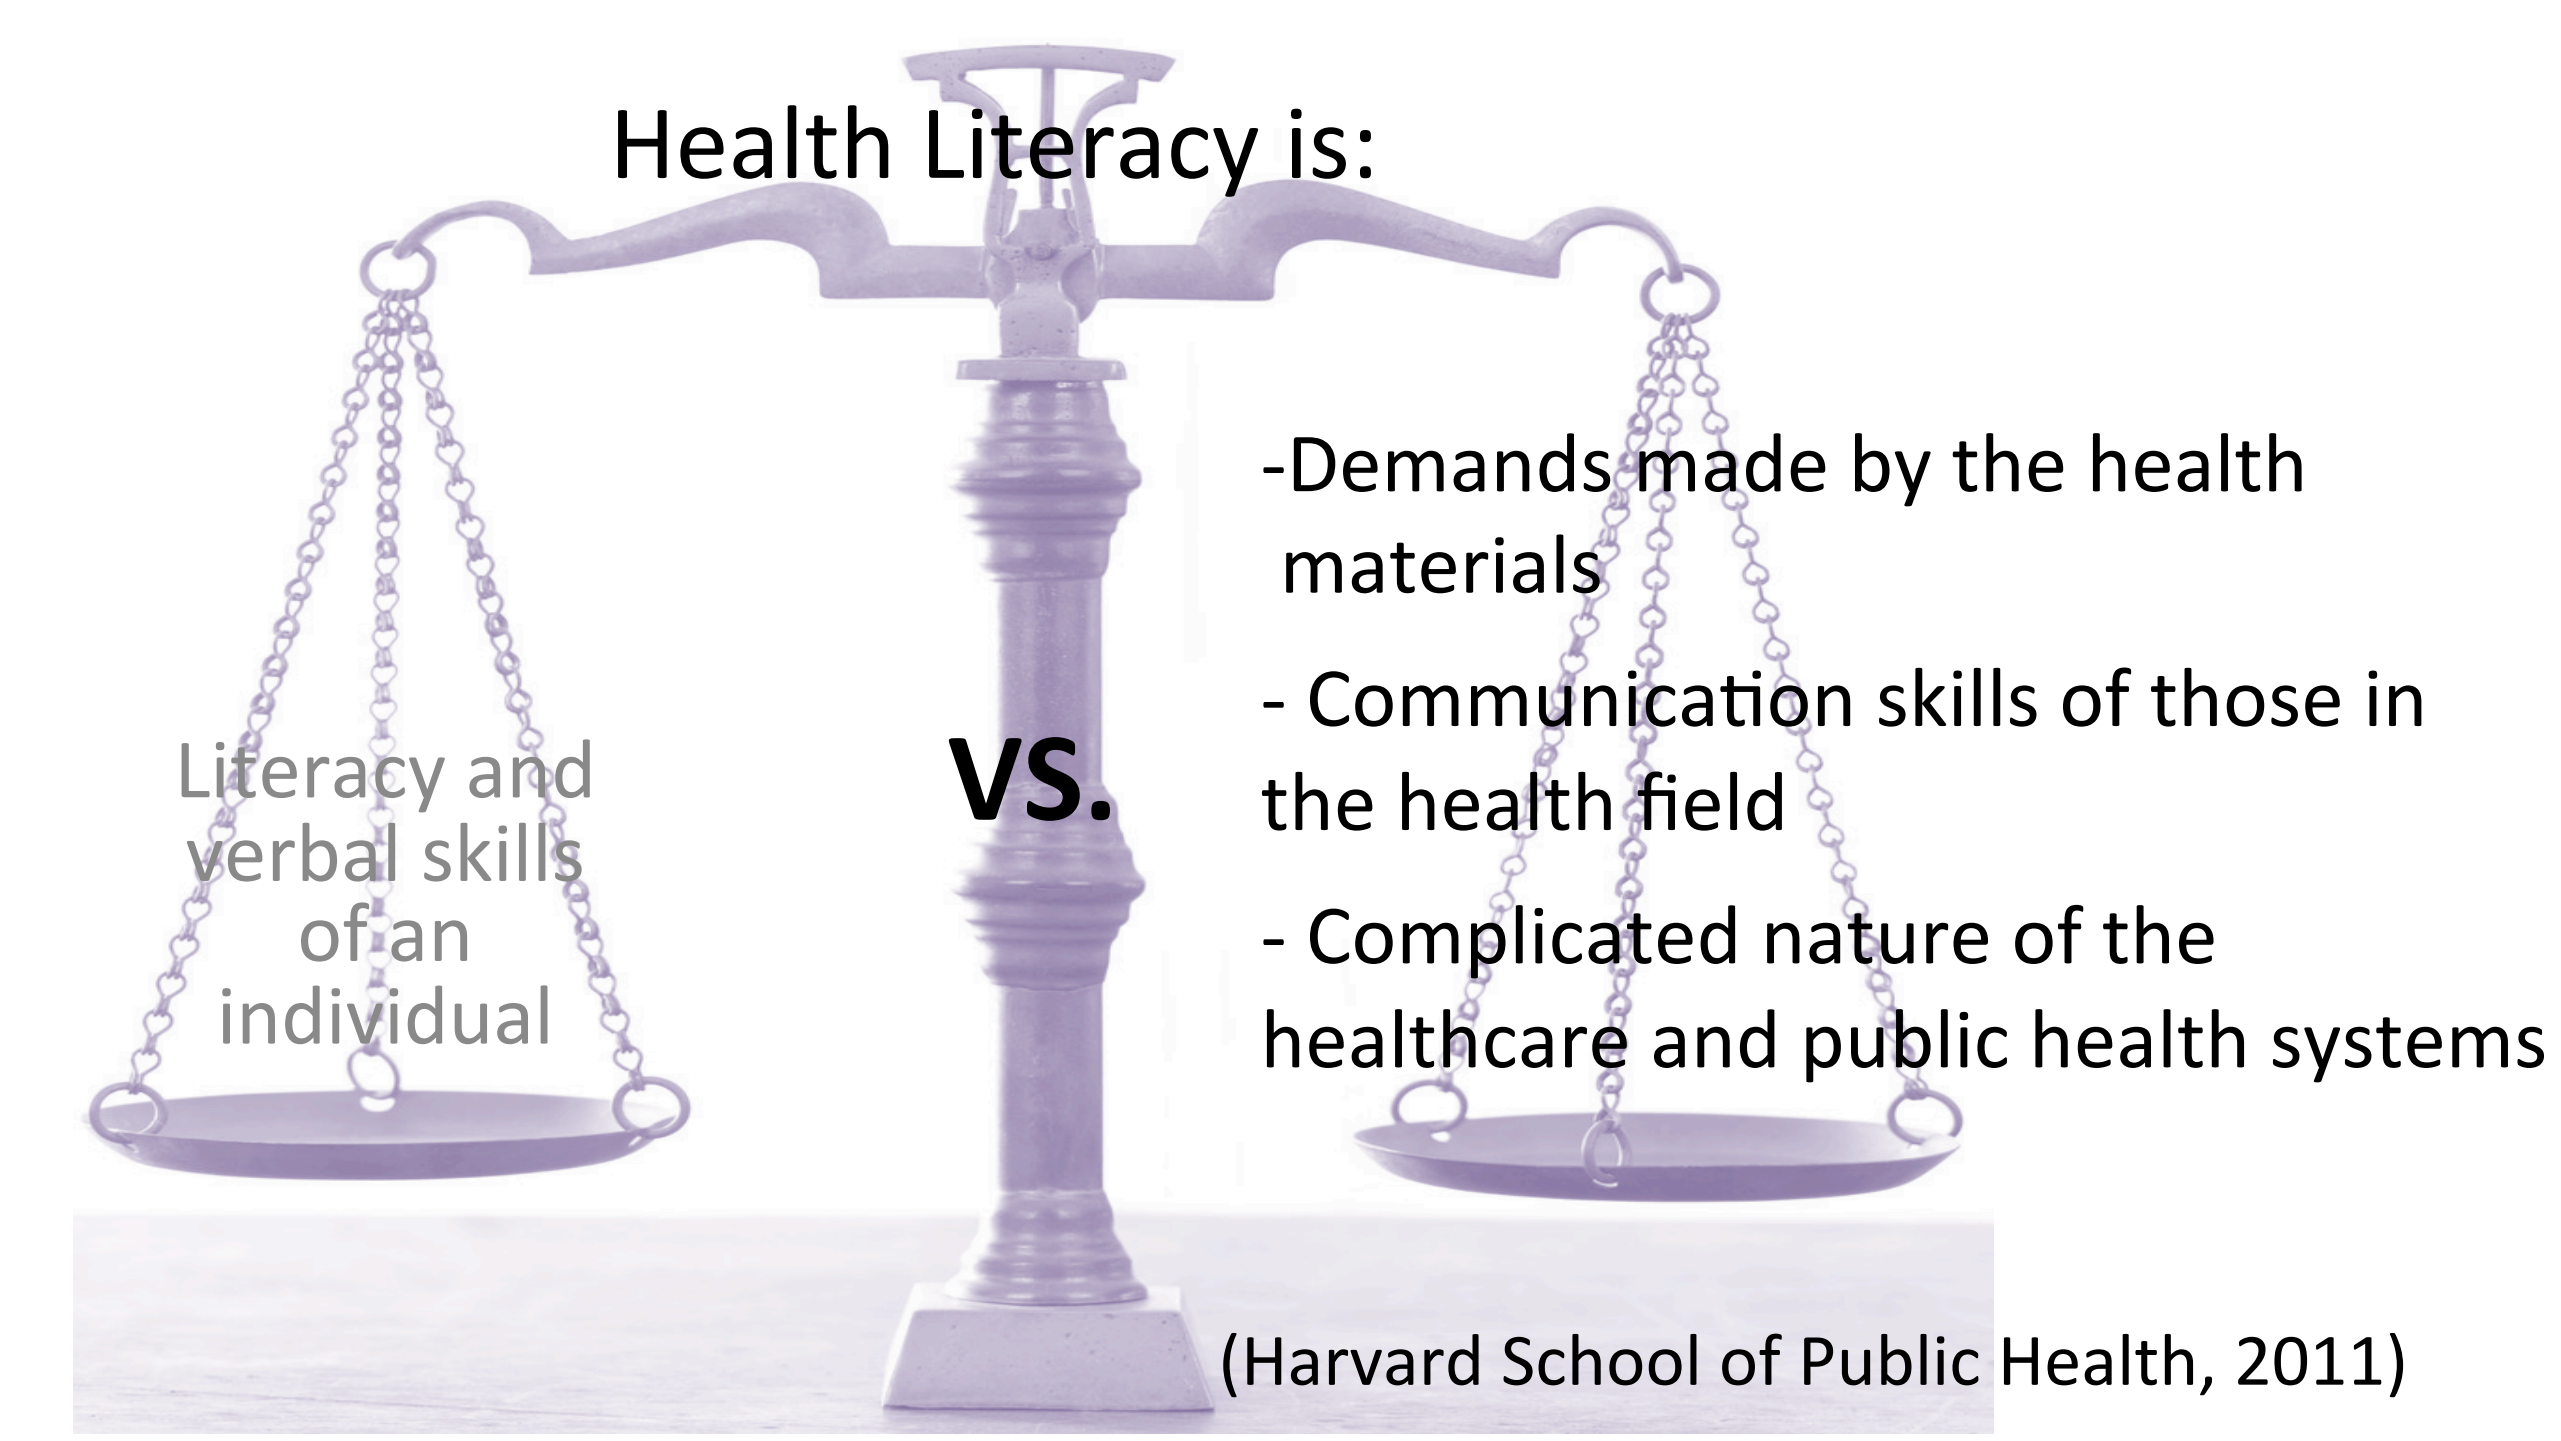 Health Literacy is:
Literacy and
verbal skills
of an
individual
vs.
-Demands made by the health
materials
- Communication skills of those in
the health field
- Complicated nature of the
healthcare and public health systems
(Harvard School of Public Health, 2011)